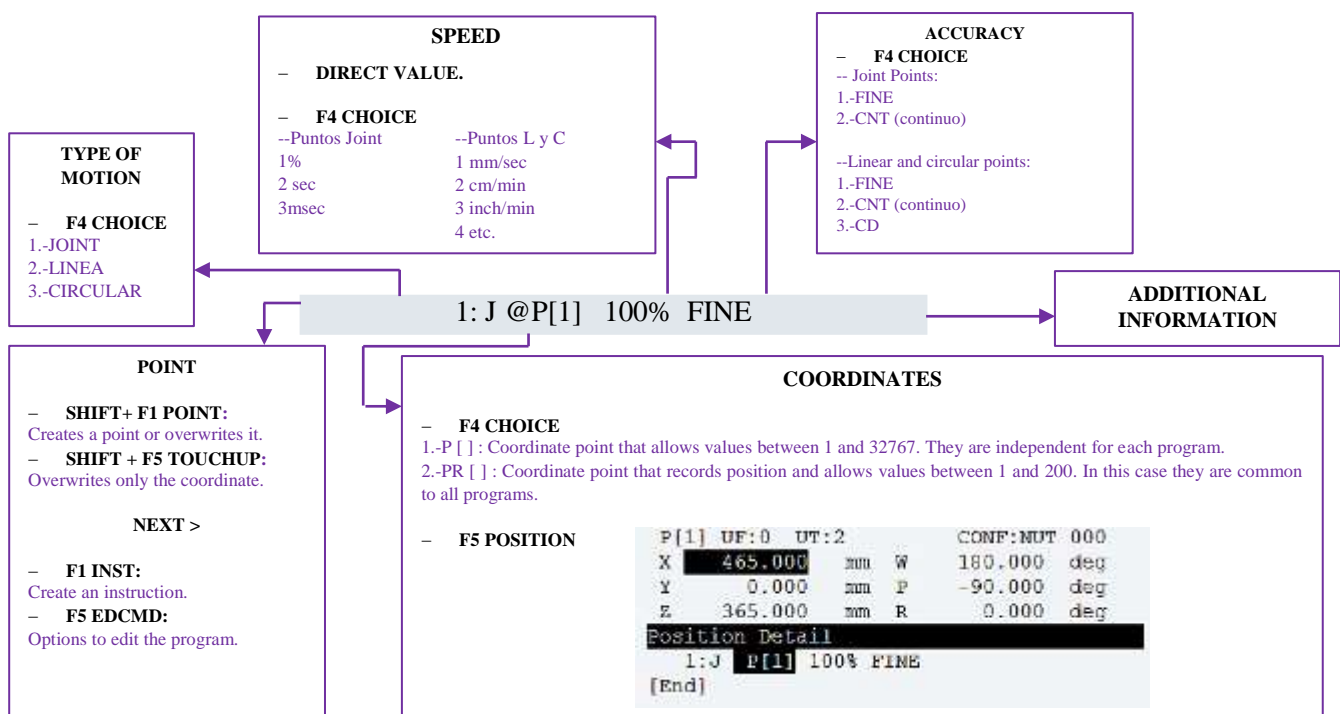 SPEED
– DIRECT VALUE.
– F4 CHOICE
--Puntos Joint --Puntos L y C
1% 1 mm/sec
2 sec 2 cm/min
3msec 3 inch/min
4 etc.
ACCURACY
– F4 CHOICE
-- Joint Points:
1.-FINE
2.-CNT (continuo)
--Linear and circular points:
1.-FINE
2.-CNT (continuo)
3.-CD
TYPE OF
MOTION
– F4 CHOICE
1.-JOINT
2.-LINEA
3.-CIRCULAR
1: J @P[1] 100% FINE
ADDITIONAL
INFORMATION
POINT
– SHIFT+ F1 POINT:
Creates a point or overwrites it.
– SHIFT + F5 TOUCHUP:
Overwrites only the coordinate.
NEXT >
– F1 INST:
Create an instruction.
– F5 EDCMD:
Options to edit the program.
COORDINATES
– F4 CHOICE
1.-P [ ] : Coordinate point that allows values between 1 and 32767. They are independent for each program.
2.-PR [ ] : Coordinate point that records position and allows values between 1 and 200. In this case they are common
to all programs.
– F5 POSITION
P[1] UF:0 UT:2 CONF:NUT 000
X 465.000 mm W 180.000 deg
Y 0.000 mm P -90.000 deg
Z 365.000 mm R 0.000 deg
Position Detail
1:J P[1] 100% FINE
[End]